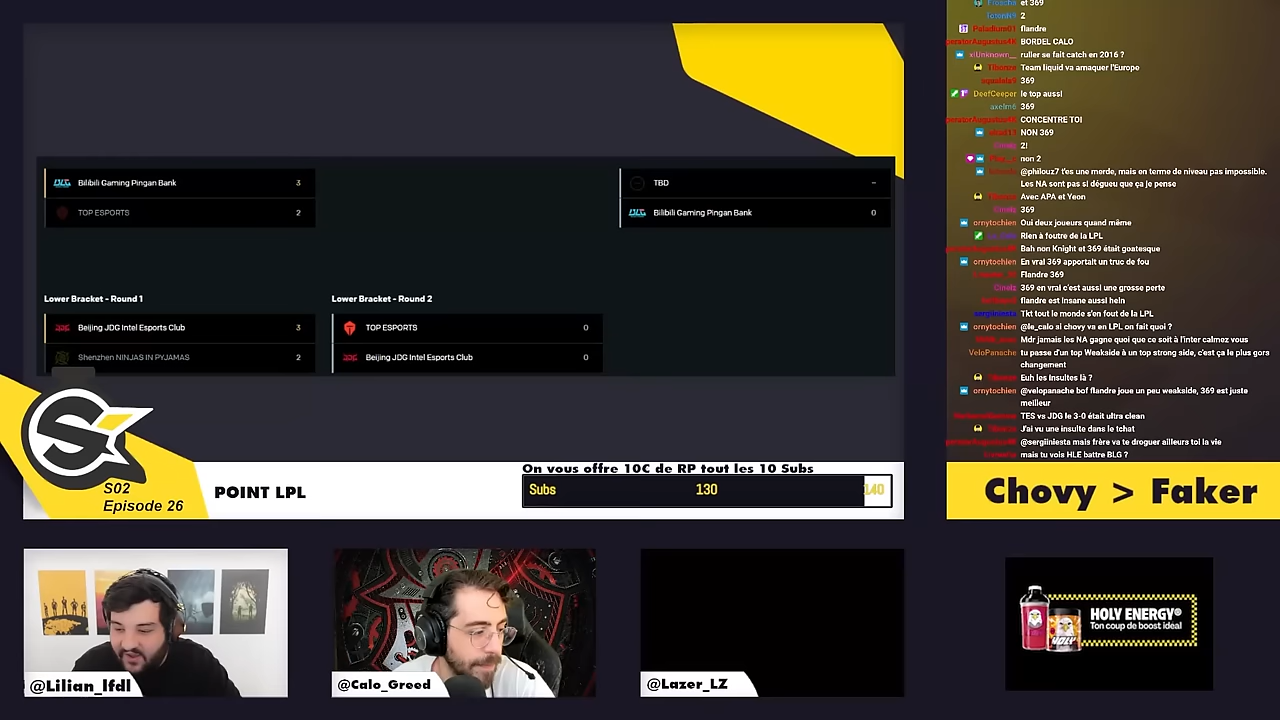 Bilibili Gaming Pingan Bank 3
TOP ESPORTS 2
TBD –
Bilibili Gaming Pingan Bank 0
Lower Bracket - Round 1
Lower Bracket - Round 2
Beijing JDG Intel Esports Club 3
Shenzhen NINJAS IN PYJAMAS 2
TOP ESPORTS 0
Beijing JDG Intel Esports Club 0
S02
Episode 26
POINT LPL
On vous offre 10C de RP tout les 10 Subs
Subs 130 140
@Lilian_lfdl
@Calo_Greed
@Lazer_LZ
et 369
2
flandre
BORDEL CALO
xIUnknown__ ruller se fait catch en 2016 ?
Team liquid va arnaquer l'Europe
369
DeefCeeper le top aussi
axelm6 369
CONCENTRE TOI
NON 369
2!
non 2
@philouz7 t'es une merde, mais en terme de niveau pas impossible.
Les NA sont pas si dégueu que ça je pense
Avec APA et Yeon
369
ornytochien Oui deux joueurs quand même
Rien à foutre de la LPL
Bah non Knight et 369 était goatesque
ornytochien En vrai 369 apportait un truc de fou
Flandre 369
369 en vrai c'est aussi une grosse perte
flandre est insane aussi hein
sergiiniesta Tkt tout le monde s'en fout de la LPL
ornytochien @le_calo si chovy va en LPL on fait quoi ?
Mdr jamais les NA gagne quoi que ce soit à l'inter calmez vous
VeloPanache tu passe d'un top Weakside à un top strong side, c'est ça le plus gors
changement
Euh les insultes là ?
ornytochien @velopanache bof flandre joue un peu weakside, 369 est juste
meilleur
TES vs JDG le 3-0 était ultra clean
J'ai vu une insulte dans le tchat
@sergiiniesta mais frère va te droguer ailleurs toi la vie
mais tu vois HLE battre BLG ?
Chovy > Faker
HOLY ENERGY®
Ton coup de boost idéal
HOLY